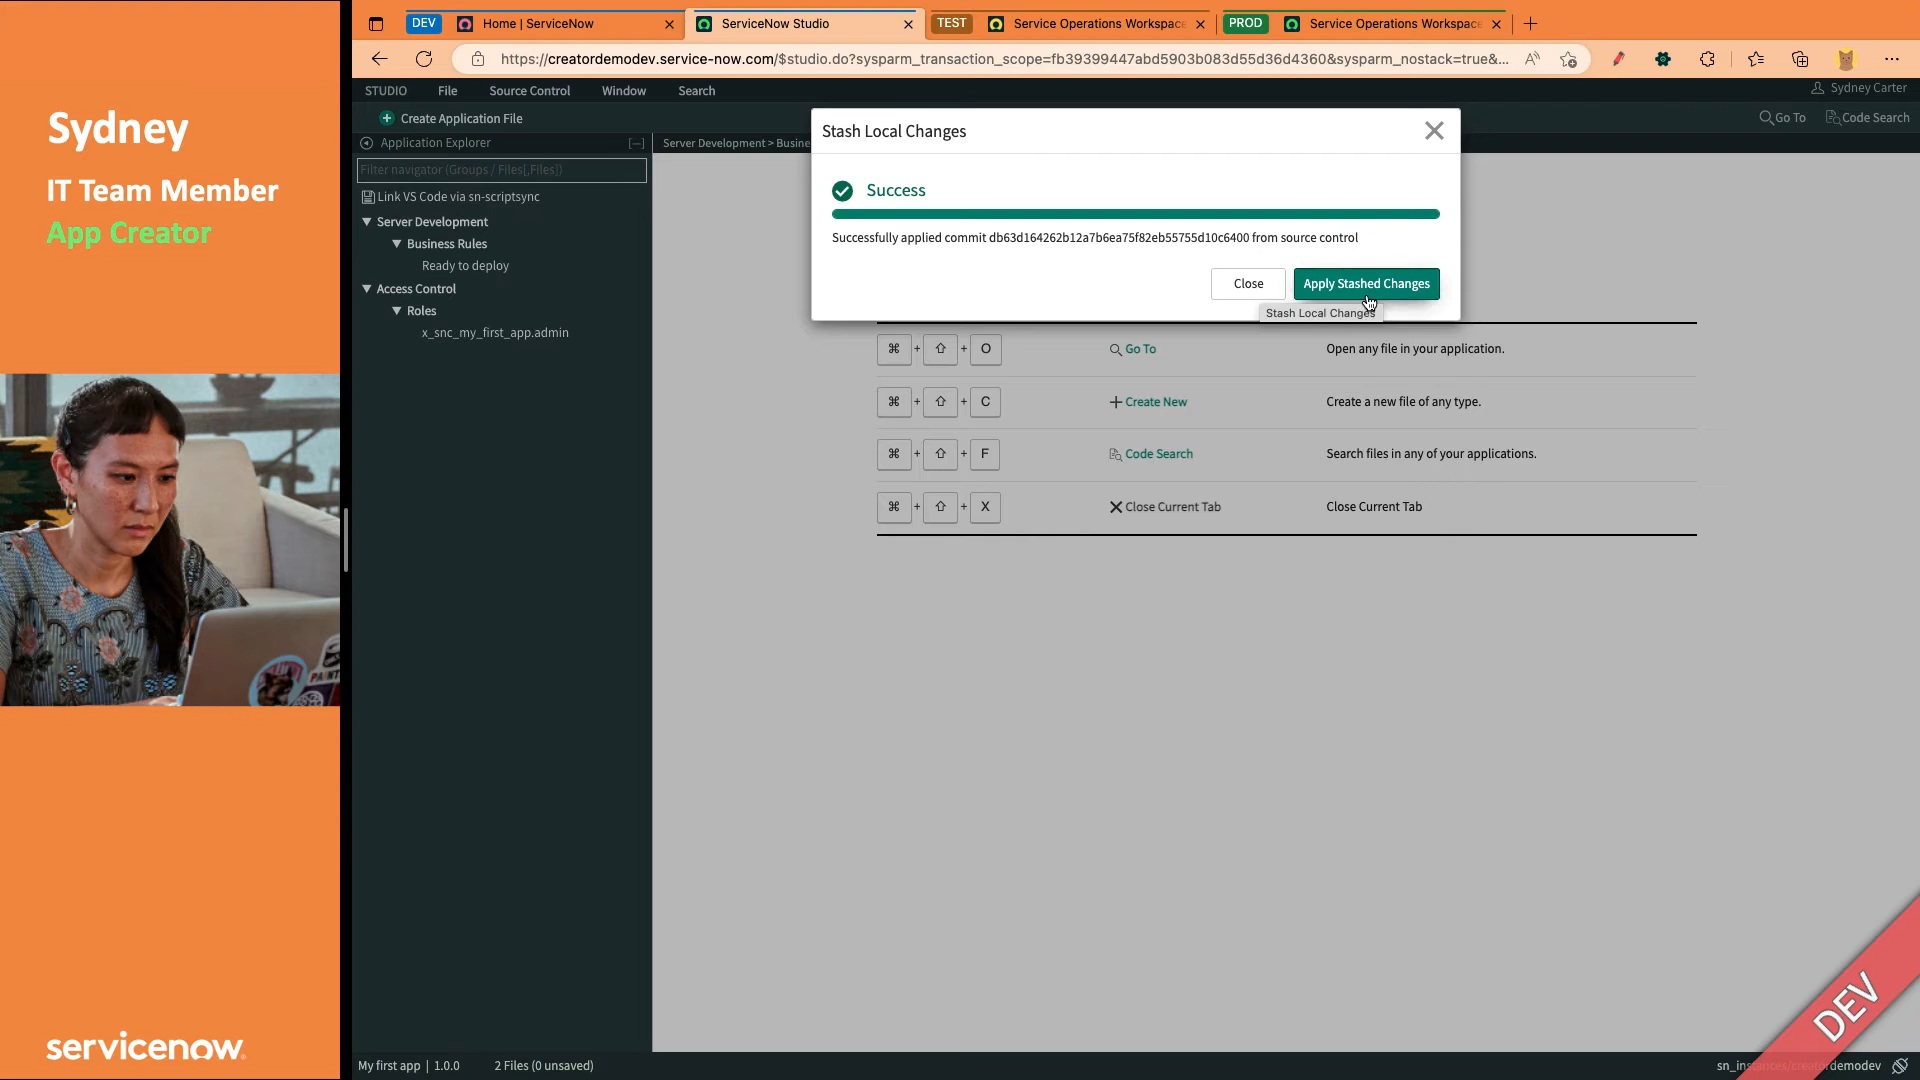 Sydney
IT Team Member
App Creator
servicenow
DEV
Home | ServiceNow
ServiceNow Studio
TEST
Service Operations Workspace
PROD
Service Operations Workspace
https://creatordemodev.service-now.com/$studio.do?sysparm_transaction_scope=fb39399447abd5903b083d55d36d4360&sysparm_nostack=true&...
STUDIO
File
Source Control
Window
Search
Sydney Carter
Create Application File
Go To
Code Search
Application Explorer
Server Development > Busine
Filter navigator (Groups / Files[,Files])
Link VS Code via sn-scriptsync
Server Development
Business Rules
Ready to deploy
Access Control
Roles
x_snc_my_first_app.admin
Stash Local Changes
Success
Successfully applied commit db63d164262b12a7b6ea75f82eb55755d10c6400 from source control
Close
Apply Stashed Changes
Stash Local Changes
⌘ + ⇧ + O
Go To
Open any file in your application.
⌘ + ⇧ + C
Create New
Create a new file of any type.
⌘ + ⇧ + F
Code Search
Search files in any of your applications.
⌘ + ⇧ + X
Close Current Tab
Close Current Tab
My first app | 1.0.0
2 Files (0 unsaved)
sn_instances/creatordemodev
DEV